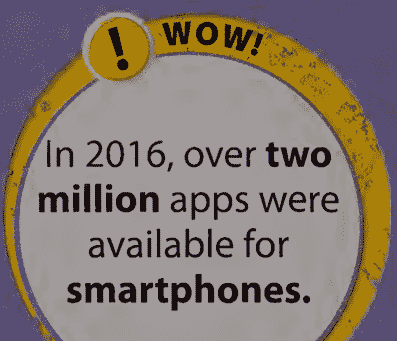 ! WOW!
In 2016, over two
million apps were
available for
smartphones.